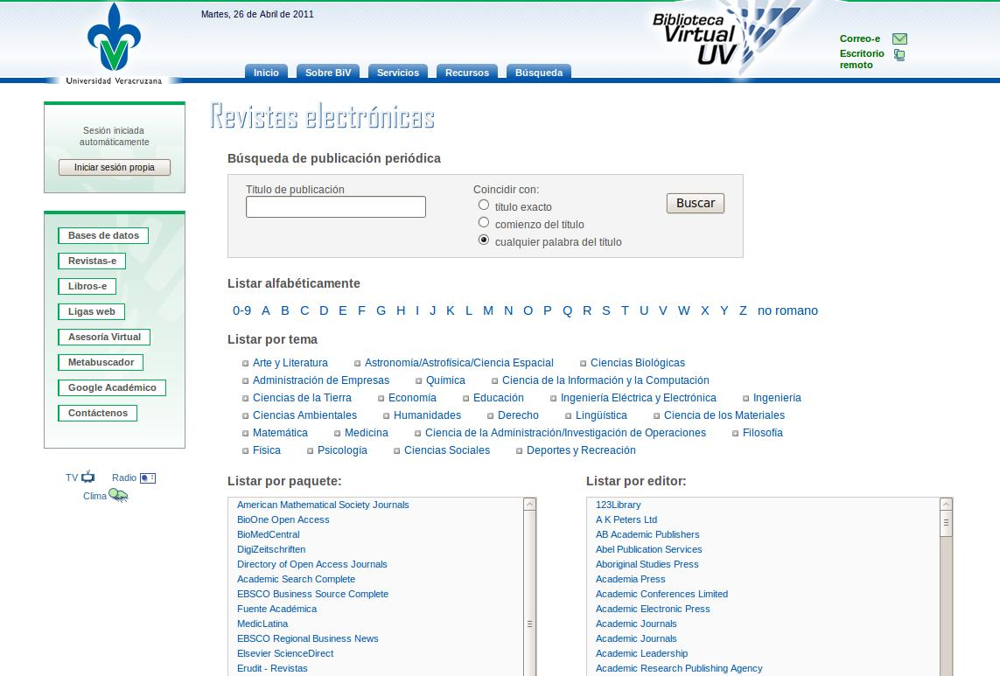 Martes, 26 de Abril de 2011
Biblioteca
Virtual
UV
Correo-e
Escritorio
remoto
Universidad Veracruzana
Inicio Sobre BiV Servicios Recursos Búsqueda
Sesión iniciada
automáticamente
Iniciar sesión propia
Bases de datos
Revistas-e
Libros-e
Ligas web
Asesoría Virtual
Metabuscador
Google Académico
Contáctenos
TV Radio
Clima
Revistas electrónicas
Búsqueda de publicación periódica
Título de publicación
Coincidir con:
título exacto
comienzo del título
cualquier palabra del título
Buscar
Listar alfabéticamente
0-9 A B C D E F G H I J K L M N O P Q R S T U V W X Y Z no romano
Listar por tema
Arte y Literatura Astronomía/Astrofísica/Ciencia Espacial Ciencias Biológicas
Administración de Empresas Química Ciencia de la Información y la Computación
Ciencias de la Tierra Economía Educación Ingeniería Eléctrica y Electrónica Ingeniería
Ciencias Ambientales Humanidades Derecho Lingüística Ciencia de los Materiales
Matemática Medicina Ciencia de la Administración/Investigación de Operaciones Filosofía
Física Psicología Ciencias Sociales Deportes y Recreación
Listar por paquete:
American Mathematical Society Journals
BioOne Open Access
BioMedCentral
DigiZeitschriften
Directory of Open Access Journals
Academic Search Complete
EBSCO Business Source Complete
Fuente Académica
MedicLatina
EBSCO Regional Business News
Elsevier ScienceDirect
Erudit - Revistas
Listar por editor:
123Library
A K Peters Ltd
AB Academic Publishers
Abel Publication Services
Aboriginal Studies Press
Academia Press
Academic Conferences Limited
Academic Electronic Press
Academic Journals
Academic Journals
Academic Leadership
Academic Research Publishing Agency